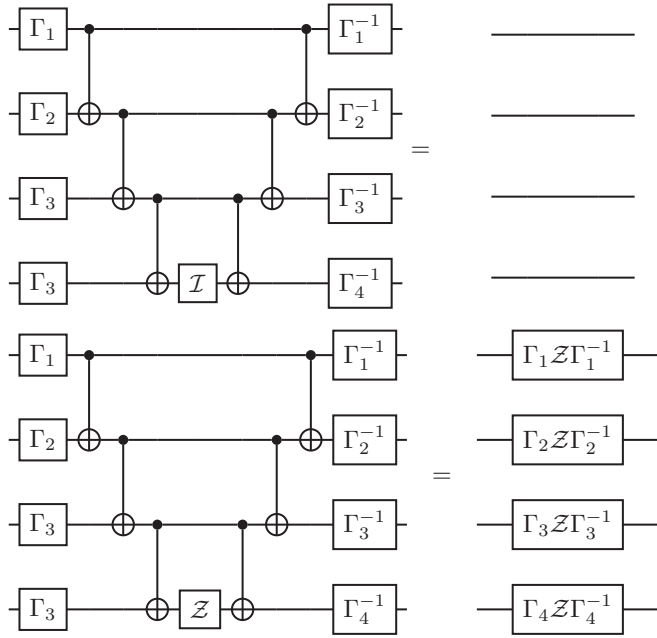 Γ₁ Γ₁⁻¹
Γ₂ Γ₂⁻¹
=
Γ₃ Γ₃⁻¹
Γ₃ ℐ Γ₄⁻¹
Γ₁ Γ₁⁻¹ Γ₁𝒵Γ₁⁻¹
Γ₂ Γ₂⁻¹ Γ₂𝒵Γ₂⁻¹
=
Γ₃ Γ₃⁻¹ Γ₃𝒵Γ₃⁻¹
Γ₃ 𝒵 Γ₄⁻¹ Γ₄𝒵Γ₄⁻¹